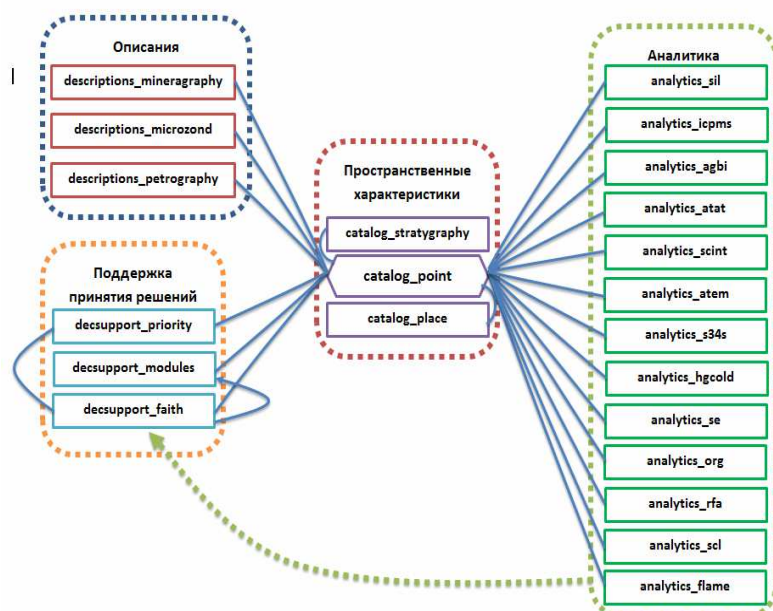 Описания
descriptions_mineragraphy
descriptions_microzond
descriptions_petrography
Поддержка
принятия решений
decsupport_priority
decsupport_modules
decsupport_faith
Пространственные
характеристики
catalog_stratygraphy
catalog_point
catalog_place
Аналитика
analytics_sil
analytics_icpms
analytics_agbi
analytics_atat
analytics_scint
analytics_atem
analytics_s34s
analytics_hgcold
analytics_se
analytics_org
analytics_rfa
analytics_scl
analytics_flame